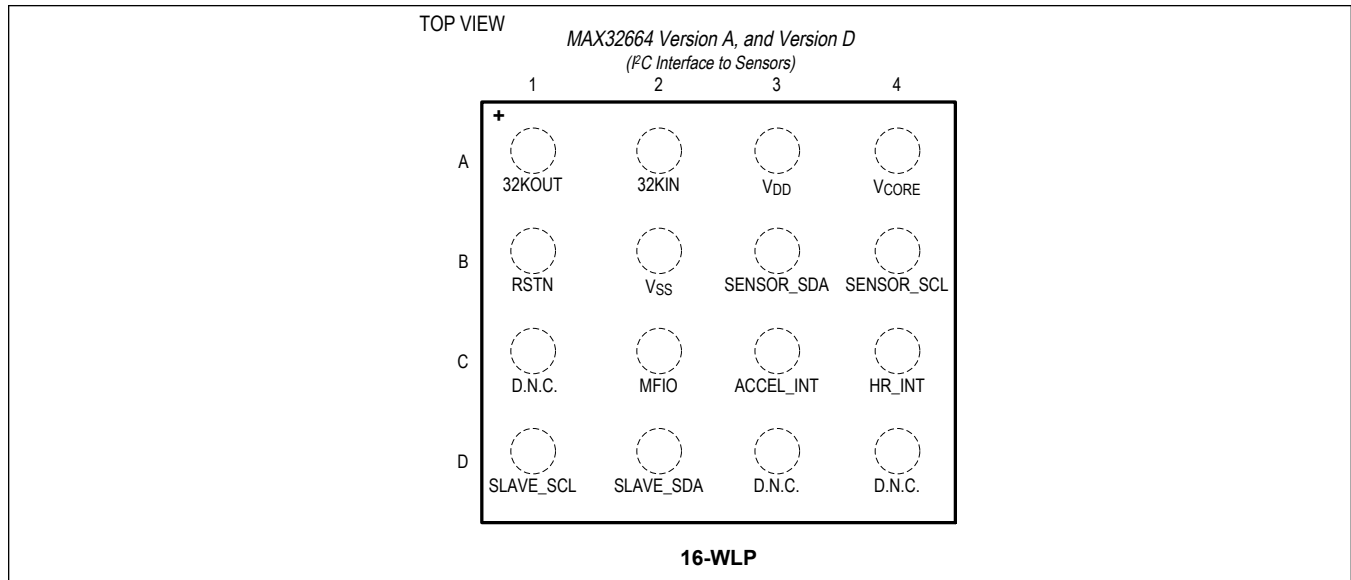 TOP VIEW
MAX32664 Version A, and Version D
(I²C Interface to Sensors)
1 2 3 4
+
A
32KOUT 32KIN VDD VCORE
B
RSTN VSS SENSOR_SDA SENSOR_SCL
C
D.N.C. MFIO ACCEL_INT HR_INT
D
SLAVE_SCL SLAVE_SDA D.N.C. D.N.C.
16-WLP